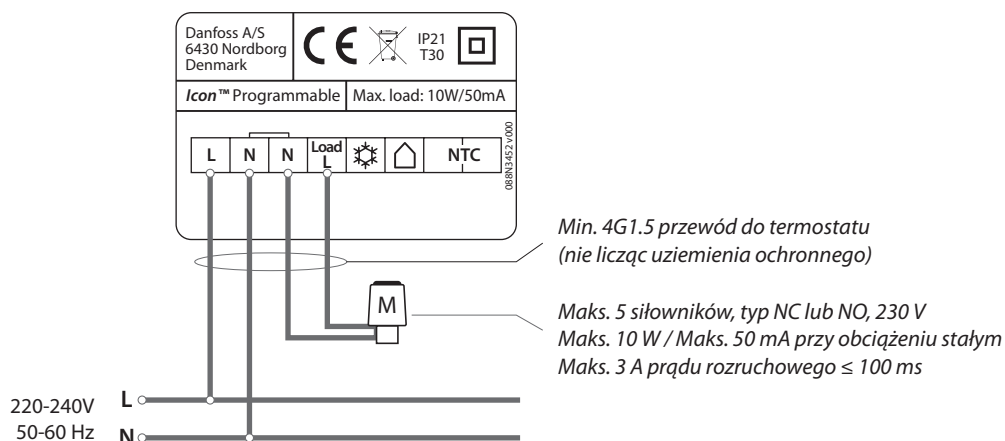 Danfoss A/S
6430 Nordborg
Denmark
CE
IP21
T30
Icon™ Programmable
Max. load: 10W/50mA
L N N Load L NTC
088N3452 v000
Min. 4G1.5 przewód do termostatu
(nie licząc uziemienia ochronnego)
M
Maks. 5 siłowników, typ NC lub NO, 230 V
Maks. 10 W / Maks. 50 mA przy obciążeniu stałym
Maks. 3 A prądu rozruchowego ≤ 100 ms
220-240V L
50-60 Hz N